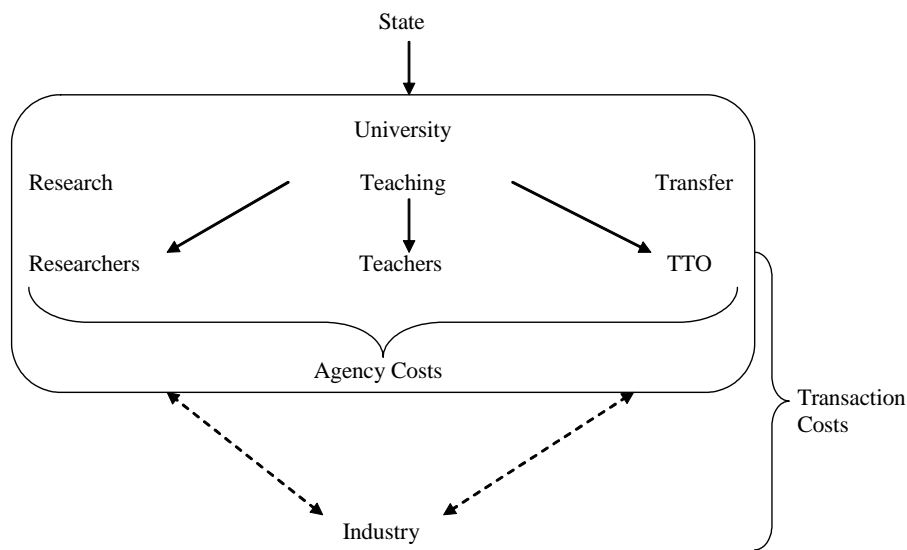 State
University
Research Teaching Transfer
Researchers Teachers TTO
Agency Costs
Transaction
Costs
Industry